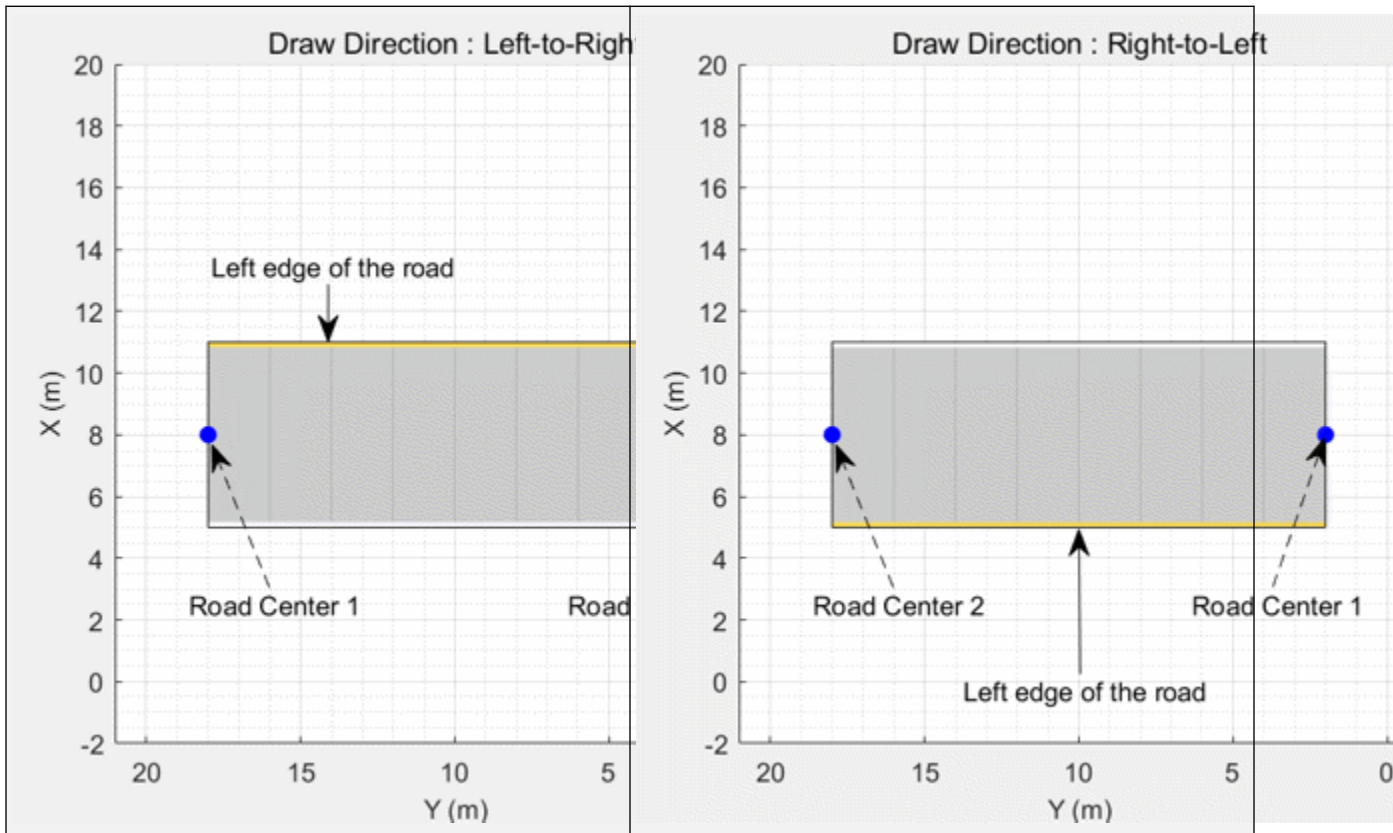 Draw Direction : Left-to-Righ
20
18
16
14
12
10
8
6
4
2
0
-2
X (m)
Left edge of the road
Road Center 1
Road
20
15
10
5
Y (m)
Draw Direction : Right-to-Left
20
18
16
14
12
10
8
6
4
2
0
-2
X (m)
Road Center 2
Road Center 1
Left edge of the road
20
15
10
5
0
Y (m)